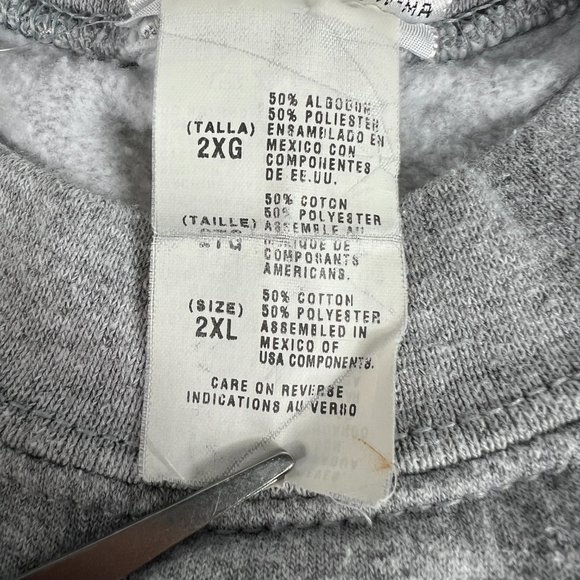 (TALLA)
2XG
50% ALGODON
50% POLIESTER
ENSAMBLADO EN
MEXICO CON
COMPONENTES
DE EE.UU.
(TAILLE)
50% COTON
50% POLYESTER
ASSEMBLE AU
DE
COMPOSANTS
AMERICANS.
(SIZE)
2XL
50% COTTON
50% POLYESTER
ASSEMBLED IN
MEXICO OF
USA COMPONENTS.
CARE ON REVERSE
INDICATIONS AU VERSO